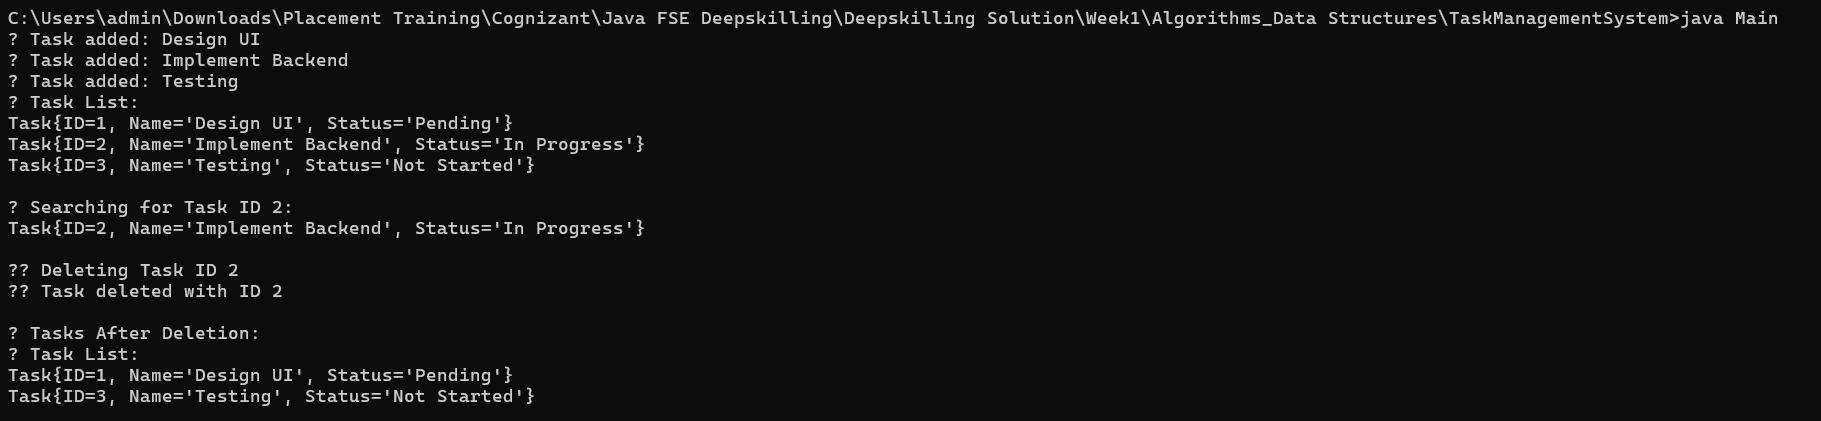 C:\Users\admin\Downloads\Placement Training\Cognizant\Java FSE Deepskilling\Deepskilling Solution\Week1\Algorithms_Data Structures\TaskManagementSystem>java Main
? Task added: Design UI
? Task added: Implement Backend
? Task added: Testing
? Task List:
Task{ID=1, Name='Design UI', Status='Pending'}
Task{ID=2, Name='Implement Backend', Status='In Progress'}
Task{ID=3, Name='Testing', Status='Not Started'}
? Searching for Task ID 2:
Task{ID=2, Name='Implement Backend', Status='In Progress'}
?? Deleting Task ID 2
?? Task deleted with ID 2
? Tasks After Deletion:
? Task List:
Task{ID=1, Name='Design UI', Status='Pending'}
Task{ID=3, Name='Testing', Status='Not Started'}